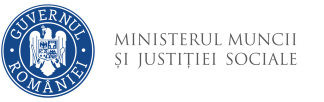 GUVERNUL
ROMÂNIEI
MINISTERUL MUNCII
ȘI JUSTIȚIEI SOCIALE